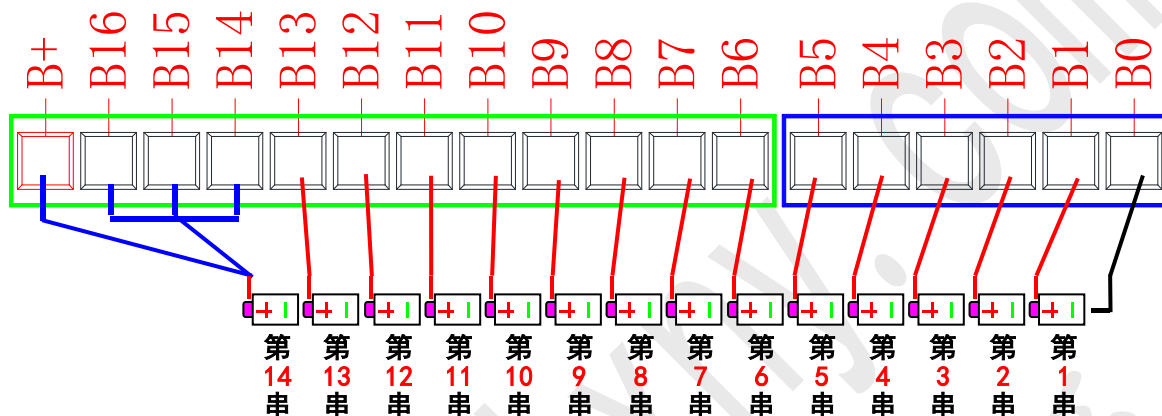 B+ B16 B15 B14 B13 B12 B11 B10 B9 B8 B7 B6 B5 B4 B3 B2 B1 B0
第 第 第 第 第 第 第 第 第 第 第 第 第 第
14 13 12 11 10 9 8 7 6 5 4 3 2 1
串 串 串 串 串 串 串 串 串 串 串 串 串 串